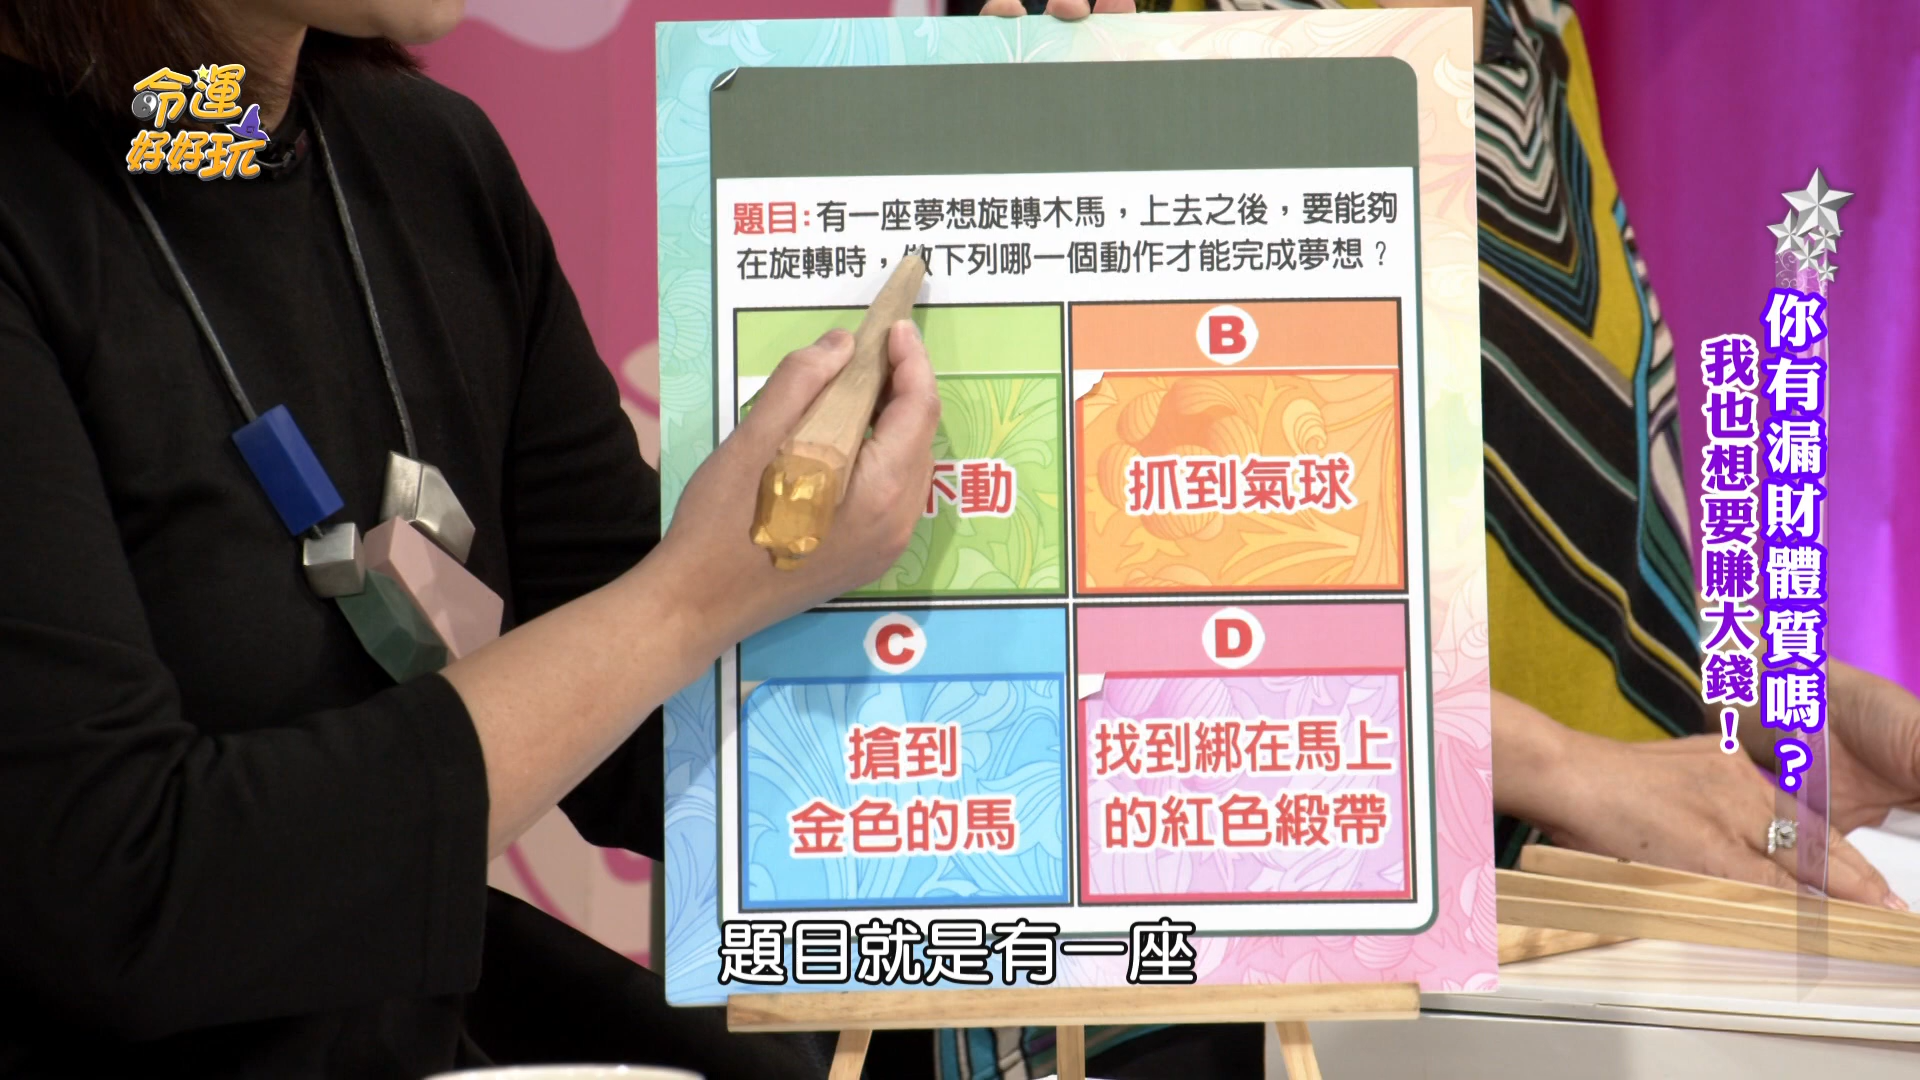 命運
好好玩
題目:有一座夢想旋轉木馬，上去之後，要能夠
在旋轉時，做下列哪一個動作才能完成夢想？
B
不動
抓到氣球
C
D
搶到
金色的馬
找到綁在馬上
的紅色緞帶
你有漏財體質嗎？
我也想要賺大錢！
題目就是有一座